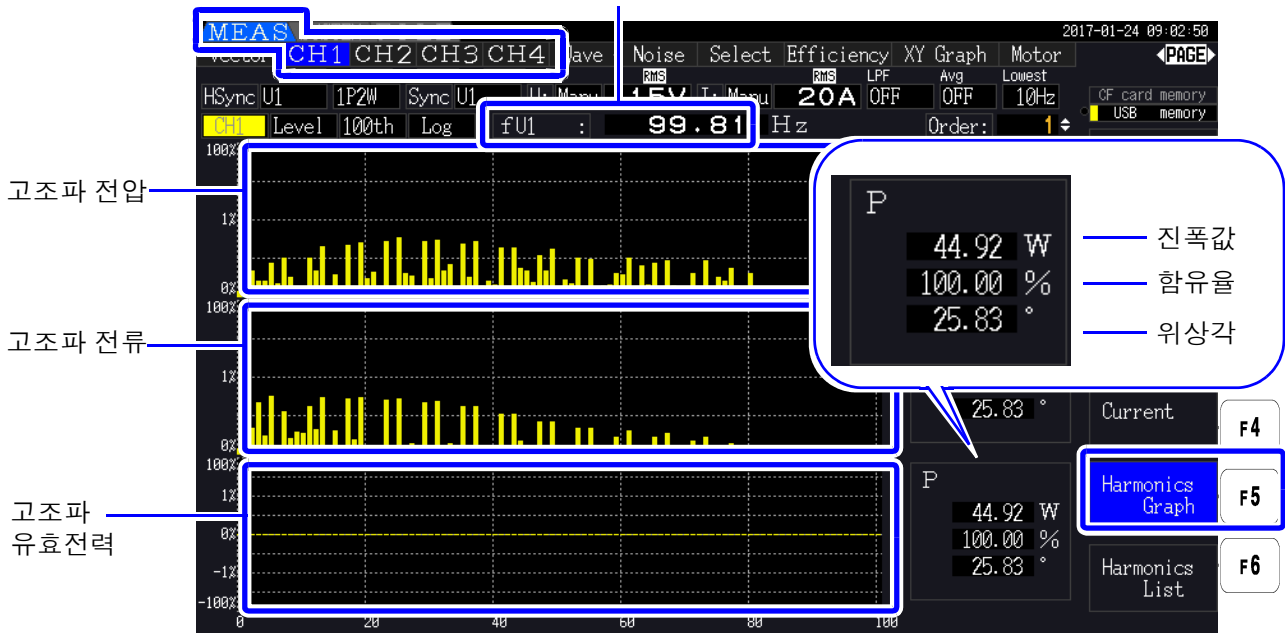 MEAS
2017-01-24 09:02:50
CH1 CH2 CH3 CH4 Wave Noise Select Efficiency XY Graph Motor
PAGE
RMS RMS LPF Avg Lowest
HSync U1 1P2W Sync U1 U: Manu 15V I: Manu 20A OFF OFF 10Hz
CF card memory
USB memory
CH1 Level 100th Log fU1 : 99.81 Hz Order: 1
100%
1%
0%
고조파 전압
P
44.92 W
100.00 %
25.83 °
진폭값
함유율
위상각
100%
1%
0%
고조파 전류
25.83 °
Current
F4
100%
1%
0%
-1%
-100%
고조파
유효전력
P
44.92 W
100.00 %
25.83 °
Harmonics
Graph
F5
Harmonics
List
F6
0 20 40 60 80 100